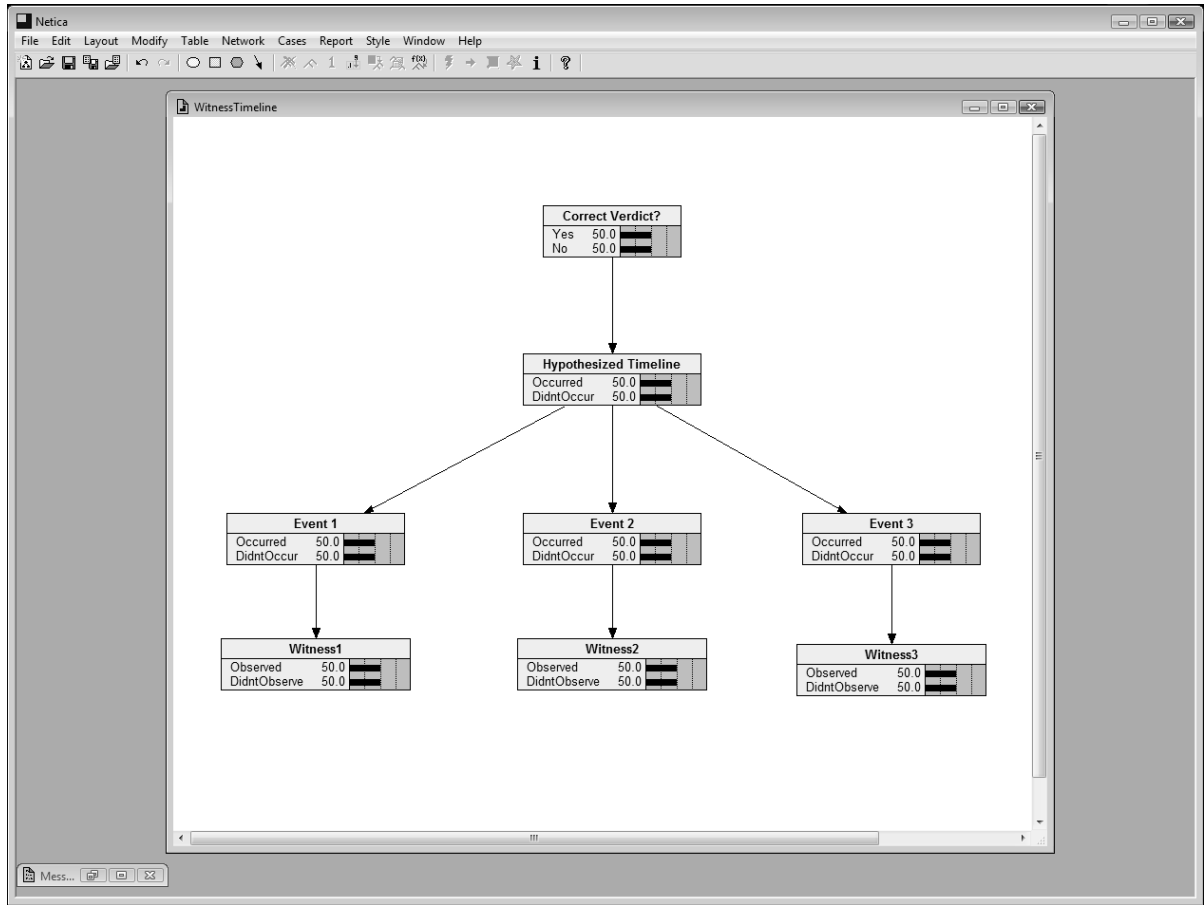 Netica
File Edit Layout Modify Table Network Cases Report Style Window Help
WitnessTimeline
Correct Verdict?
Yes 50.0
No 50.0
Hypothesized Timeline
Occurred 50.0
DidntOccur 50.0
Event 1
Occurred 50.0
DidntOccur 50.0
Event 2
Occurred 50.0
DidntOccur 50.0
Event 3
Occurred 50.0
DidntOccur 50.0
Witness1
Observed 50.0
DidntObserve 50.0
Witness2
Observed 50.0
DidntObserve 50.0
Witness3
Observed 50.0
DidntObserve 50.0
Mess...